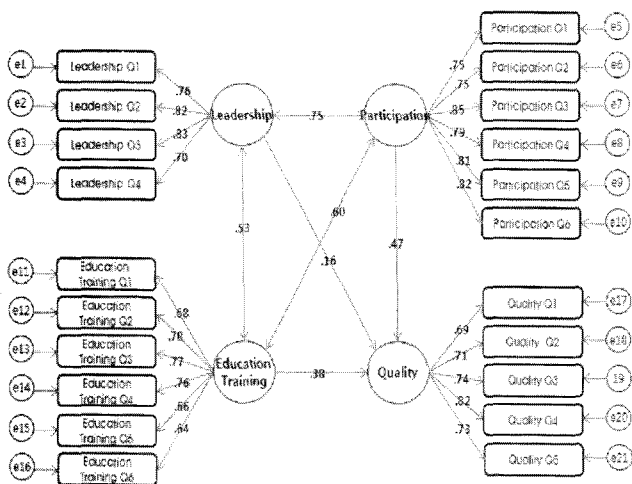 e1
Leadership Q1
.76
e2
Leadership Q2
.82
e3
Leadership Q3
.83
e4
Leadership Q4
.70
Leadership
.75
Participation
Participation Q1
e5
.75
Participation Q2
e6
.75
Participation Q3
e7
.85
Participation Q4
e8
.79
Participation Q5
e9
.81
Participation Q6
e10
.82
.53
.60
.16
.47
e11
Education
Training Q1
.68
e12
Education
Training Q2
.70
e13
Education
Training Q3
.77
e14
Education
Training Q4
.76
e15
Education
Training Q5
.66
e16
Education
Training Q6
.64
Education
Training
.38
Quality
Quality Q1
e17
.69
Quality Q2
e18
.71
Quality Q3
19
.74
Quality Q4
e20
.82
Quality Q5
e21
.73